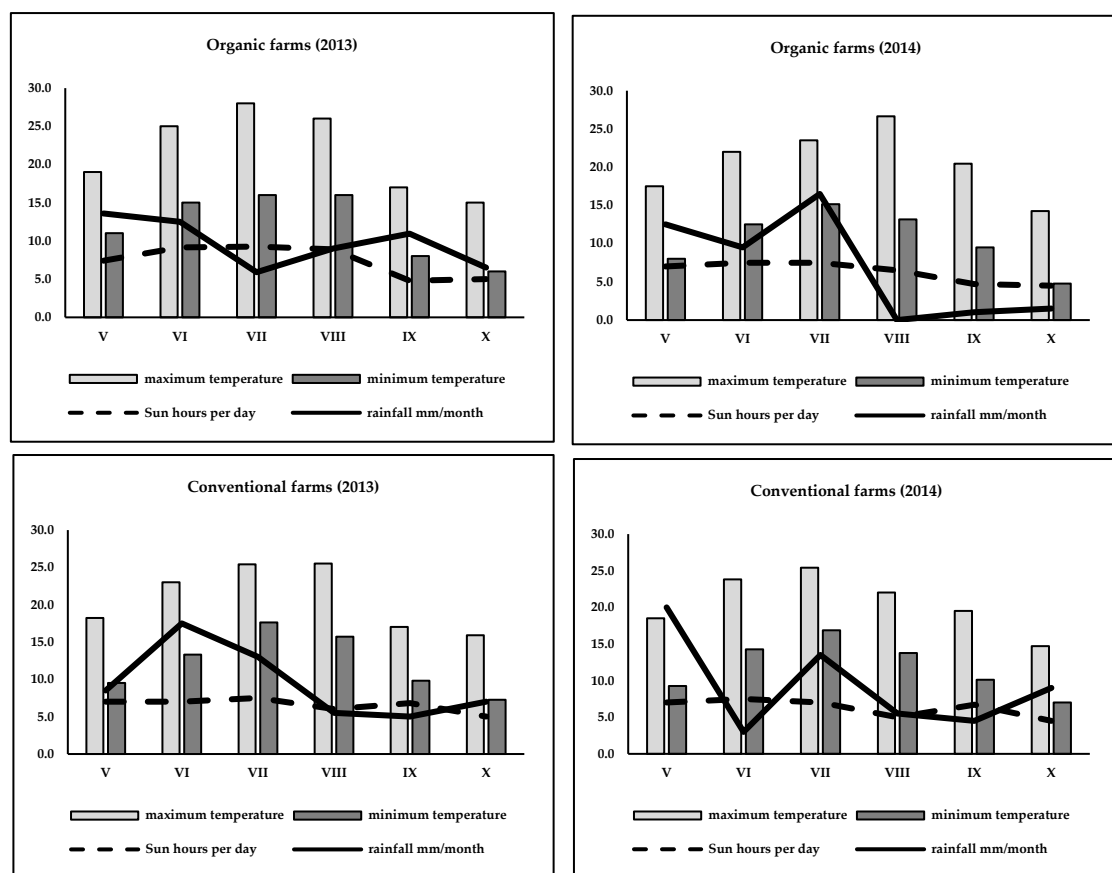 Organic farms (2013)
30.0
25.0
20.0
15.0
10.0
5.0
0.0
V VI VII VIII IX X
maximum temperature minimum temperature
Sun hours per day rainfall mm/month
Organic farms (2014)
30.0
25.0
20.0
15.0
10.0
5.0
0.0
V VI VII VIII IX X
maximum temperature minimum temperature
Sun hours per day rainfall mm/month
Conventional farms (2013)
30.0
25.0
20.0
15.0
10.0
5.0
0.0
V VI VII VIII IX X
maximum temperature minimum temperature
Sun hours per day rainfall mm/month
Conventional farms (2014)
30.0
25.0
20.0
15.0
10.0
5.0
0.0
V VI VII VIII IX X
maximum temperature minimum temperature
Sun hours per day rainfall mm/month